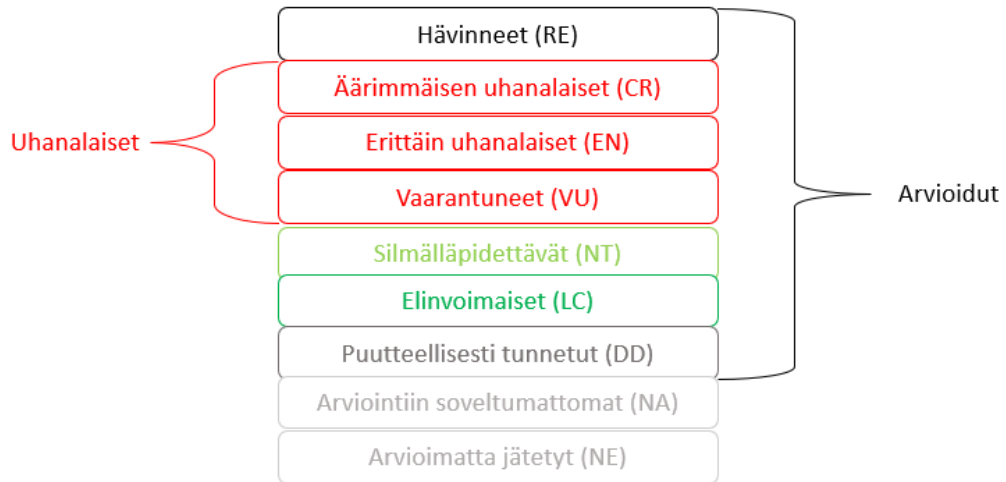 Hävinneet (RE)
Äärimmäisen uhanalaiset (CR)
Uhanalaiset
Erittäin uhanalaiset (EN)
Vaarantuneet (VU)
Arvioidut
Silmälläpidettävät (NT)
Elinvoimaiset (LC)
Puutteellisesti tunnetut (DD)
Arviointiin soveltumattomat (NA)
Arvioimatta jätetyt (NE)